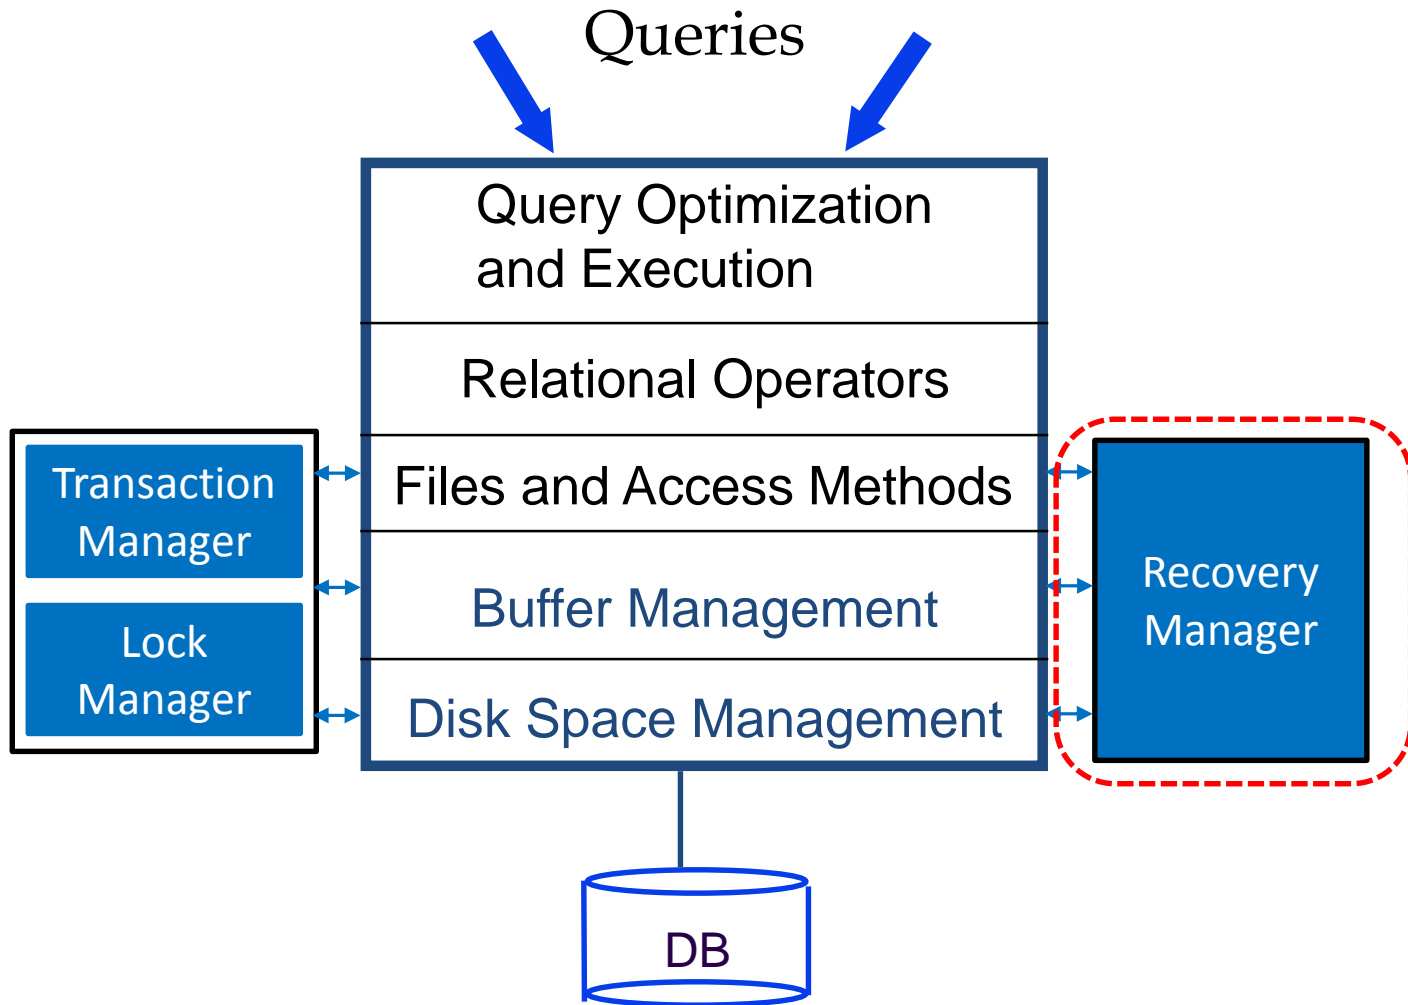 Queries
Query Optimization
and Execution
Relational Operators
Files and Access Methods
Buffer Management
Disk Space Management
Transaction
Manager
Lock
Manager
Recovery
Manager
DB